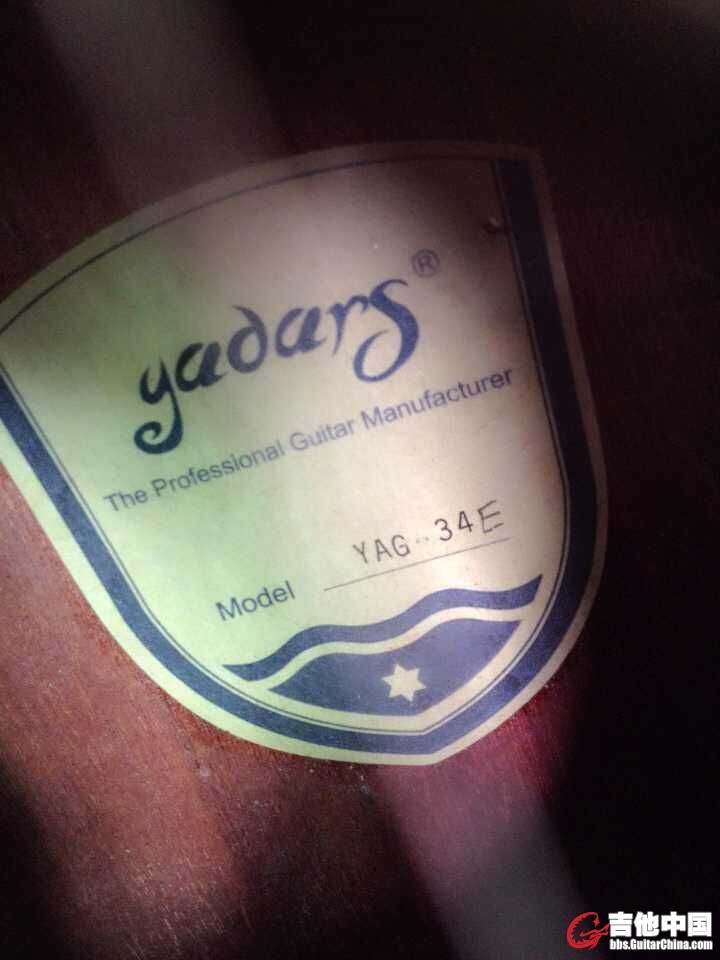 yadars®
The Professional Guitar Manufacturer
Model YAG-34E
吉他中国
bbs.GuitarChina.com